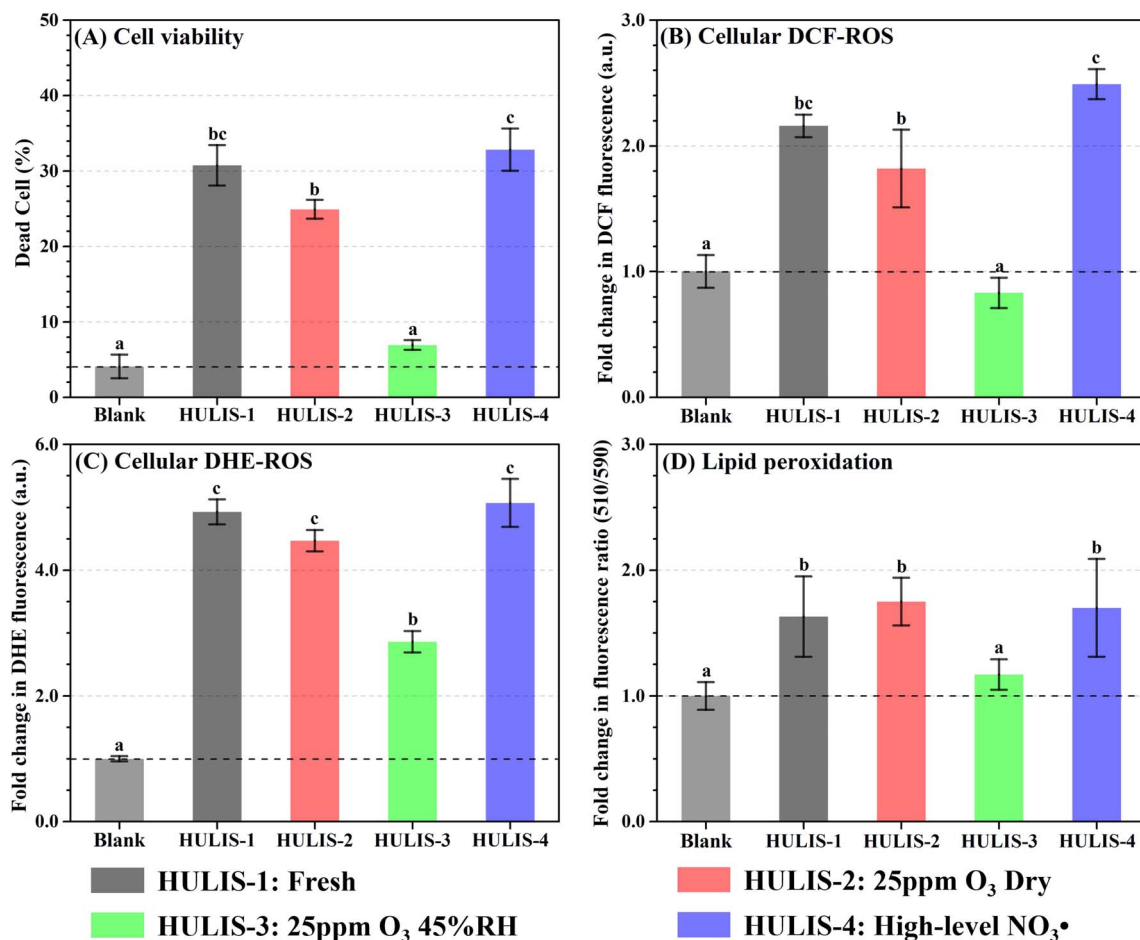 (A) Cell viability
Dead Cell (%)
50
40
30
20
10
0
a
bc
b
a
c
Blank HULIS-1 HULIS-2 HULIS-3 HULIS-4
(B) Cellular DCF-ROS
Fold change in DCF fluorescence (a.u.)
3.0
2.0
1.0
0.0
a
bc
b
a
c
Blank HULIS-1 HULIS-2 HULIS-3 HULIS-4
(C) Cellular DHE-ROS
Fold change in DHE fluorescence (a.u.)
6.0
4.0
2.0
0.0
a
c
c
b
c
Blank HULIS-1 HULIS-2 HULIS-3 HULIS-4
(D) Lipid peroxidation
Fold change in fluorescence ratio (510/590)
3.0
2.0
1.0
0.0
a
b
b
a
b
Blank HULIS-1 HULIS-2 HULIS-3 HULIS-4
HULIS-1: Fresh
HULIS-2: 25ppm O₃ Dry
HULIS-3: 25ppm O₃ 45%RH
HULIS-4: High-level NO₃•